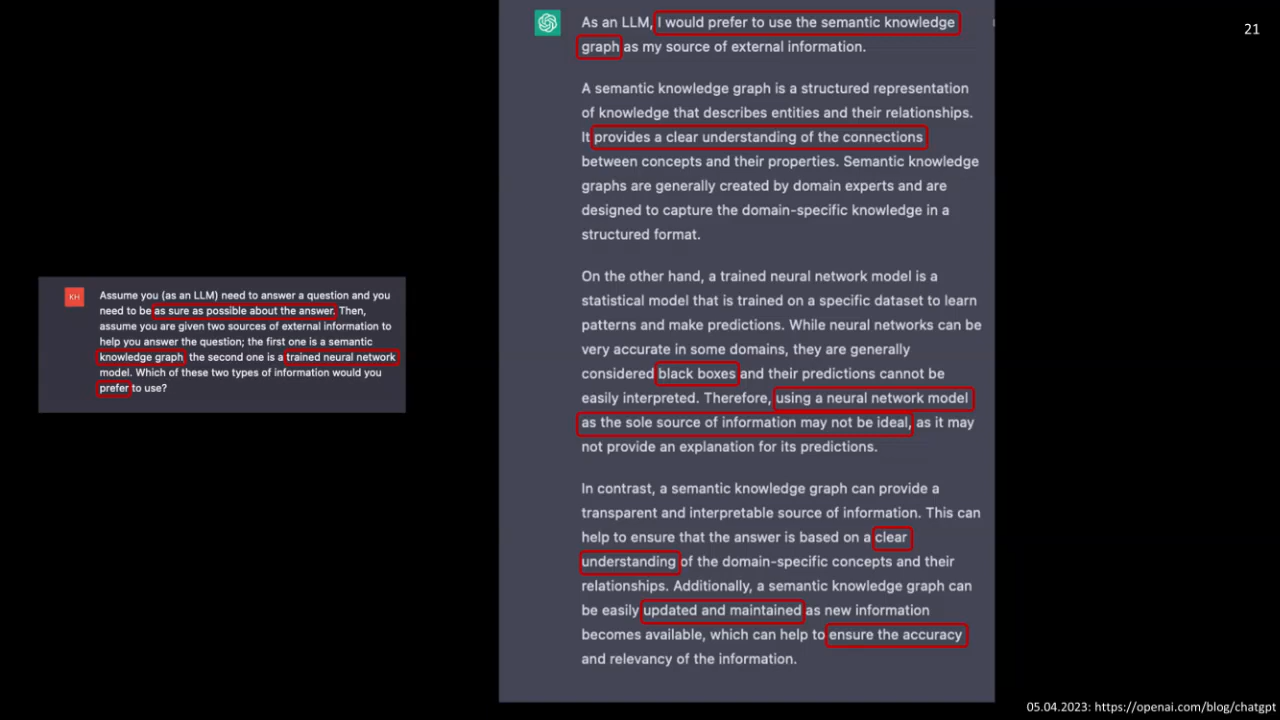 21
KH
Assume you (as an LLM) need to answer a question and you
need to be as sure as possible about the answer. Then,
assume you are given two sources of external information to
help you answer the question; the first one is a semantic
knowledge graph, the second one is a trained neural network
model. Which of these two types of information would you
prefer to use?
As an LLM, I would prefer to use the semantic knowledge
graph as my source of external information.
A semantic knowledge graph is a structured representation
of knowledge that describes entities and their relationships.
It provides a clear understanding of the connections
between concepts and their properties. Semantic knowledge
graphs are generally created by domain experts and are
designed to capture the domain-specific knowledge in a
structured format.
On the other hand, a trained neural network model is a
statistical model that is trained on a specific dataset to learn
patterns and make predictions. While neural networks can be
very accurate in some domains, they are generally
considered black boxes and their predictions cannot be
easily interpreted. Therefore, using a neural network model
as the sole source of information may not be ideal, as it may
not provide an explanation for its predictions.
In contrast, a semantic knowledge graph can provide a
transparent and interpretable source of information. This can
help to ensure that the answer is based on a clear
understanding of the domain-specific concepts and their
relationships. Additionally, a semantic knowledge graph can
be easily updated and maintained as new information
becomes available, which can help to ensure the accuracy
and relevancy of the information.
05.04.2023: https://openai.com/blog/chatgpt